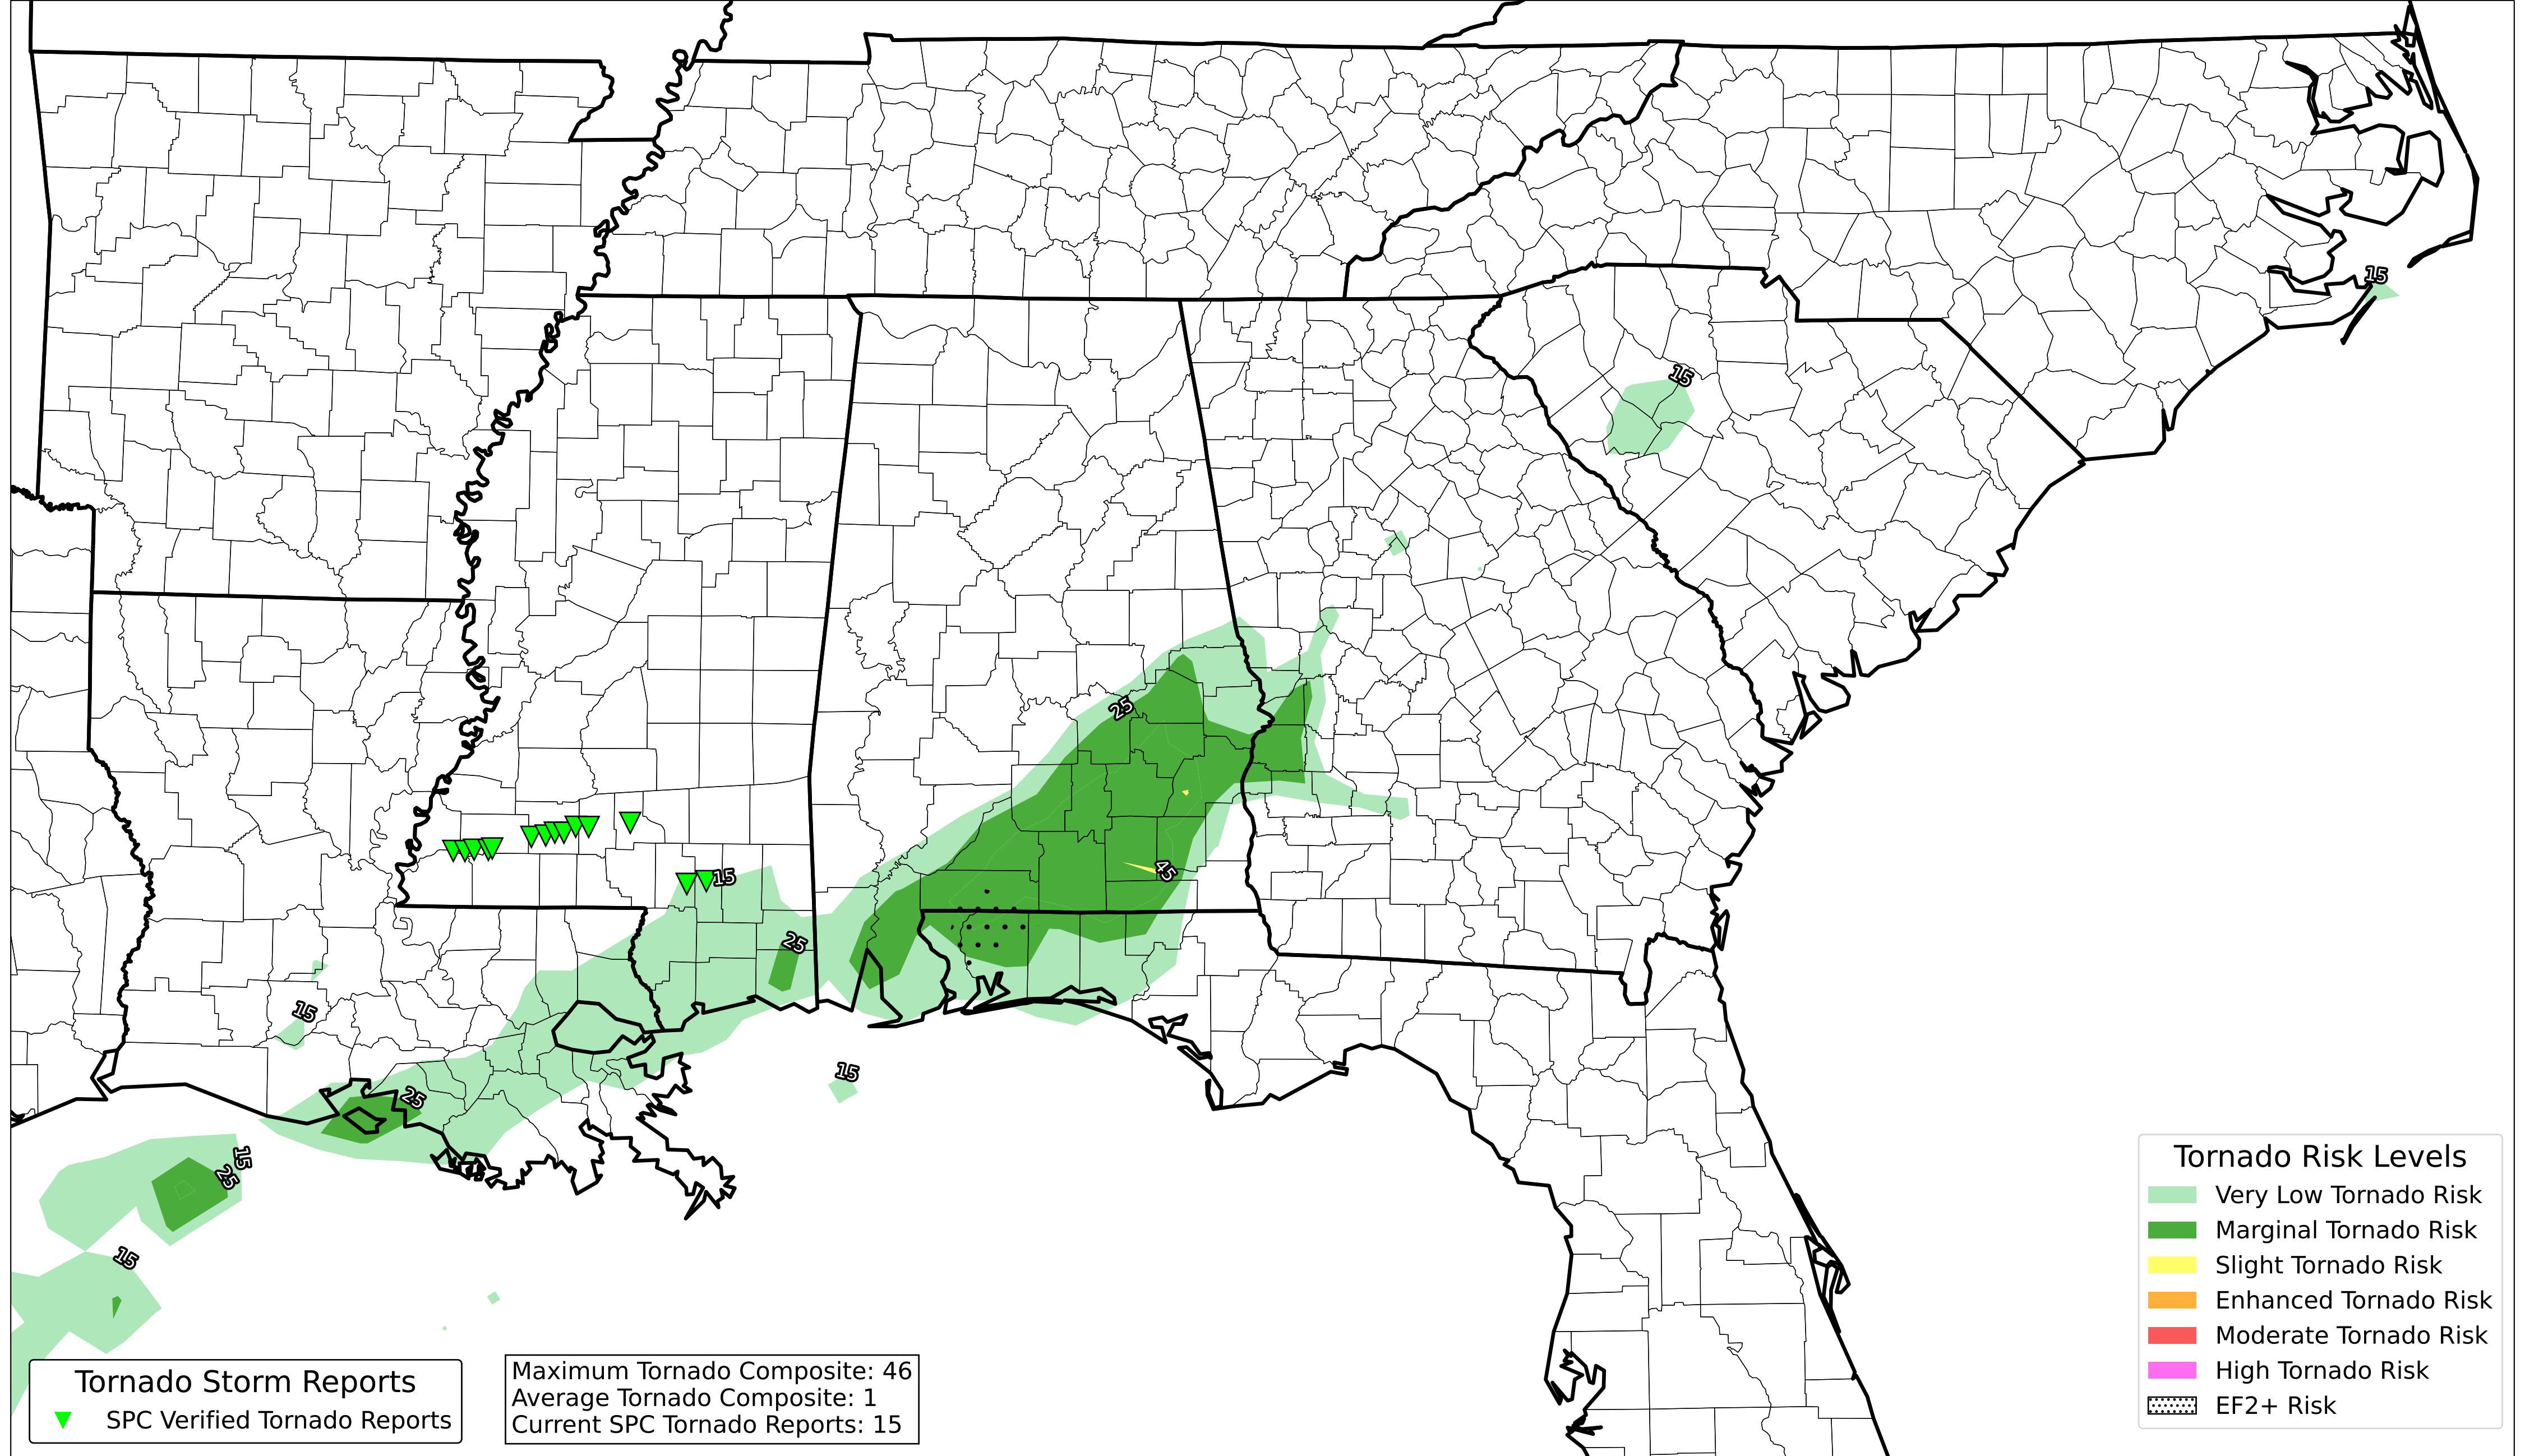 15
15
25
45
15
25
15
25
15
15
25
15
Tornado Risk Levels
Very Low Tornado Risk
Marginal Tornado Risk
Slight Tornado Risk
Enhanced Tornado Risk
Moderate Tornado Risk
High Tornado Risk
EF2+ Risk
Tornado Storm Reports
SPC Verified Tornado Reports
Maximum Tornado Composite: 46
Average Tornado Composite: 1
Current SPC Tornado Reports: 15